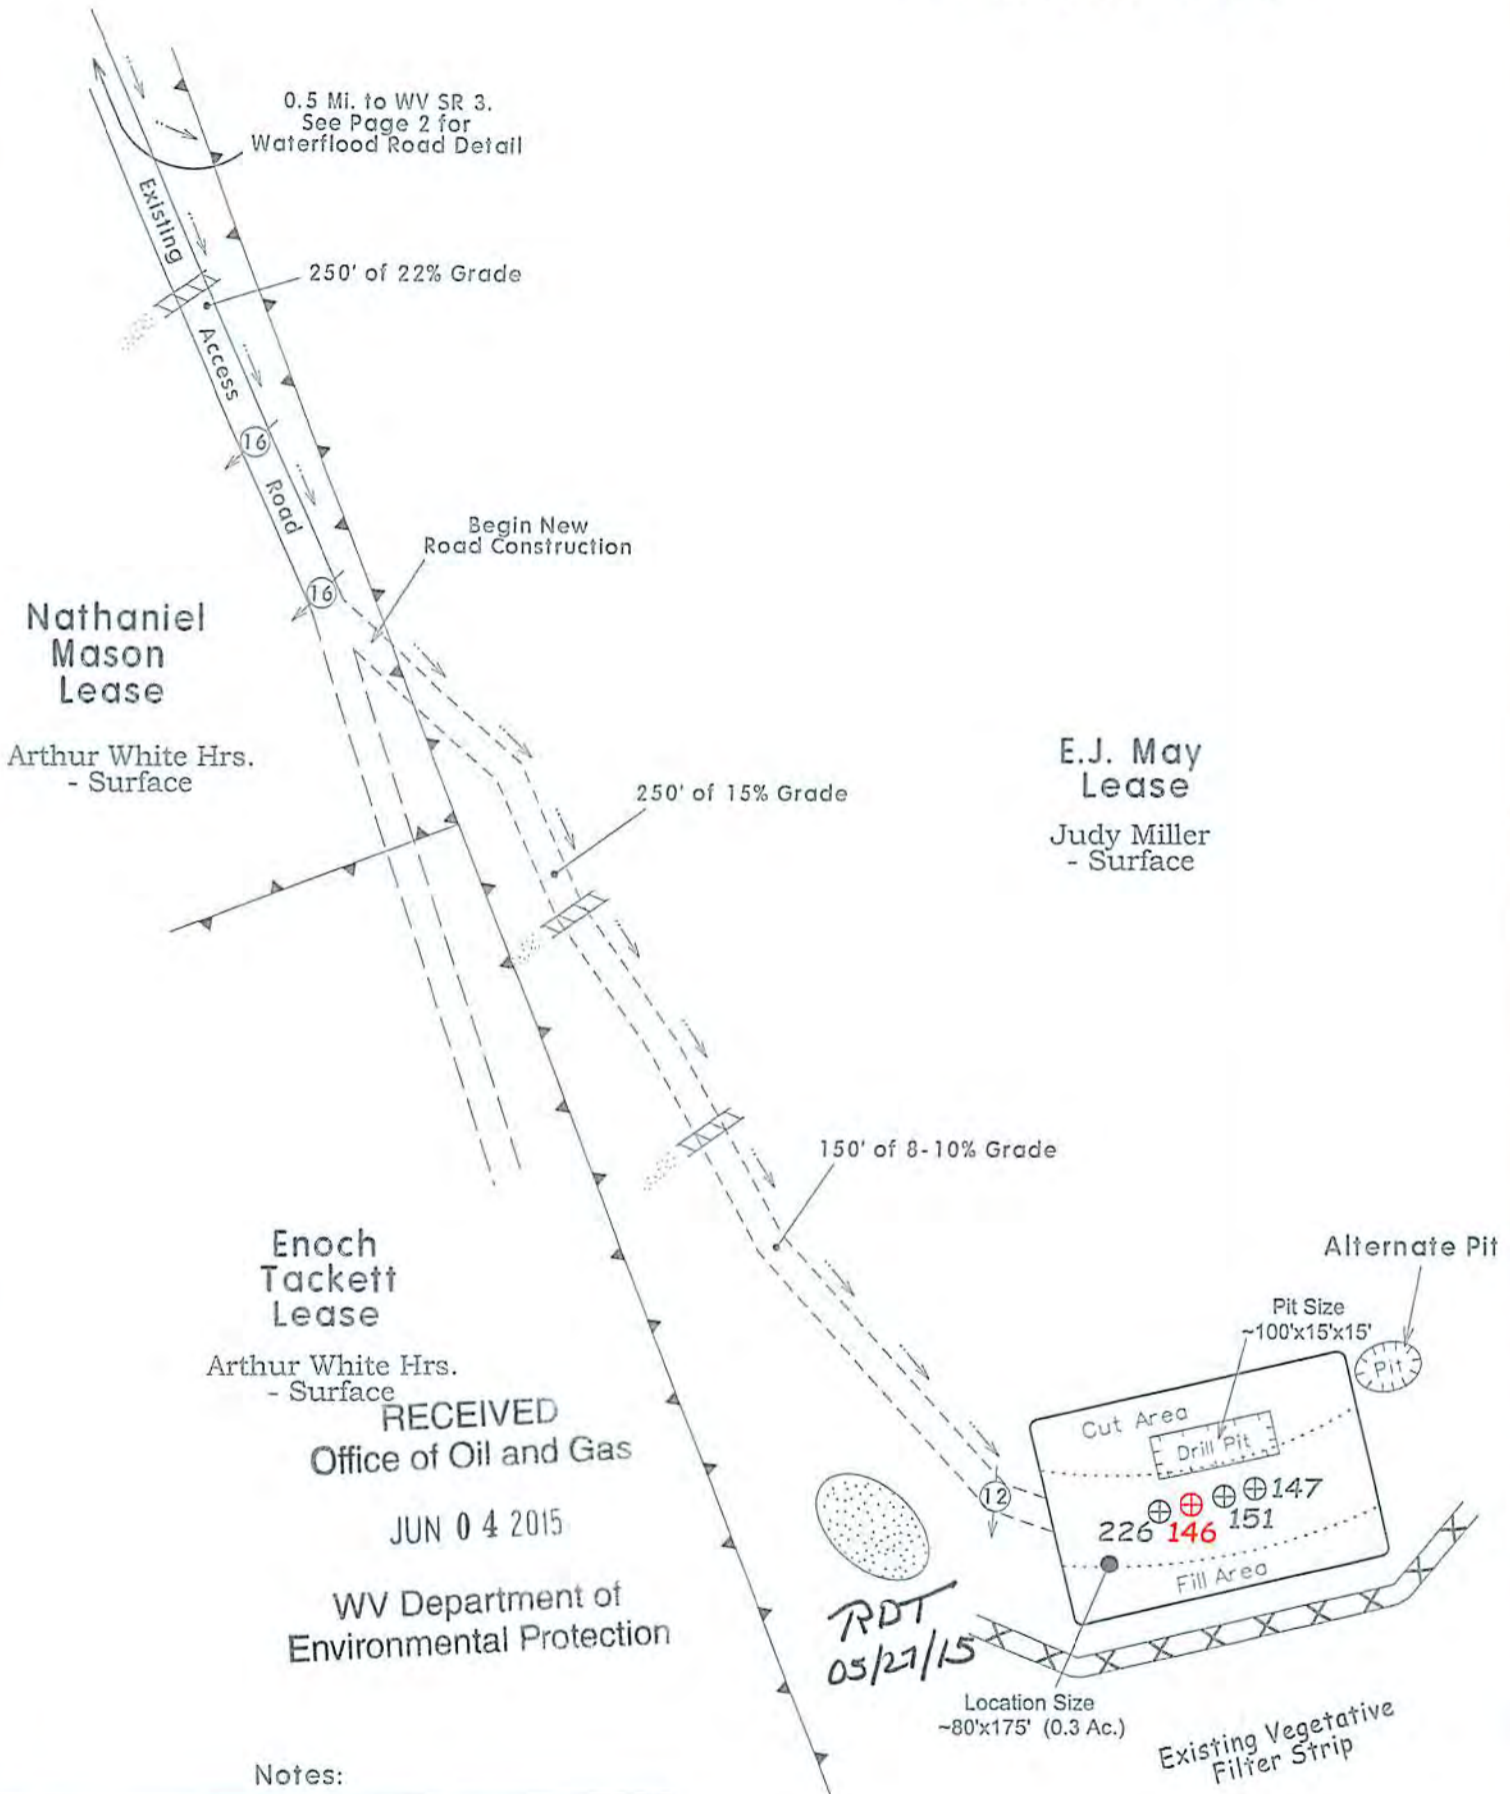 0.5 Mi. to WV SR 3.
See Page 2 for
Waterflood Road Detail
Existing
250' of 22% Grade
Access
16
Road
Begin New
Road Construction
16
Nathaniel
Mason
Lease
Arthur White Hrs.
- Surface
E.J. May
Lease
Judy Miller
- Surface
250' of 15% Grade
150' of 8-10% Grade
Enoch
Tackett
Lease
Arthur White Hrs.
- Surface
Alternate Pit
Pit Size
~100'x15'x15'
Pit
Cut Area
Drill Pit
12
147
226
146
151
Fill Area
RECEIVED
Office of Oil and Gas
JUN 04 2015
WV Department of
Environmental Protection
RDT
05/27/15
Location Size
~80'x175' (0.3 Ac.)
Existing Vegetative
Filter Strip
Notes: